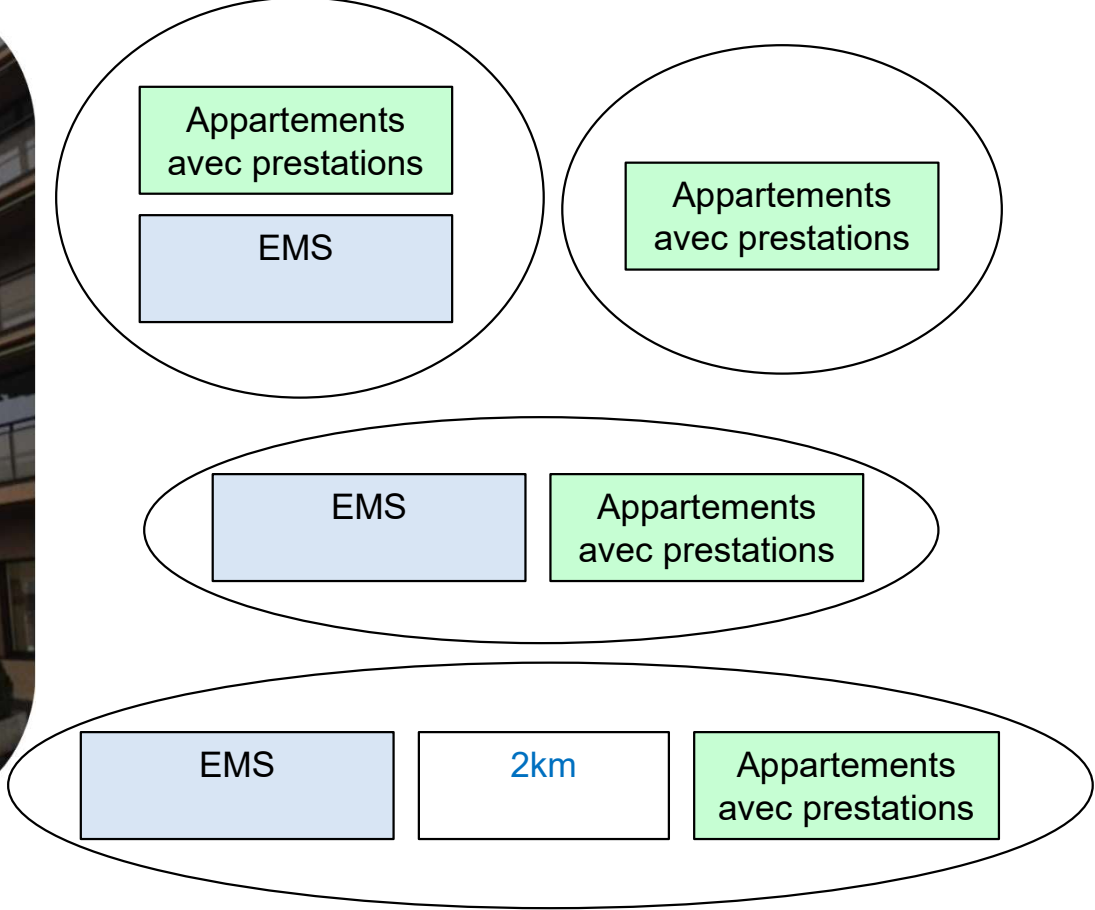 Appartements
avec prestations
EMS
Appartements
avec prestations
EMS
Appartements
avec prestations
EMS
2km
Appartements
avec prestations